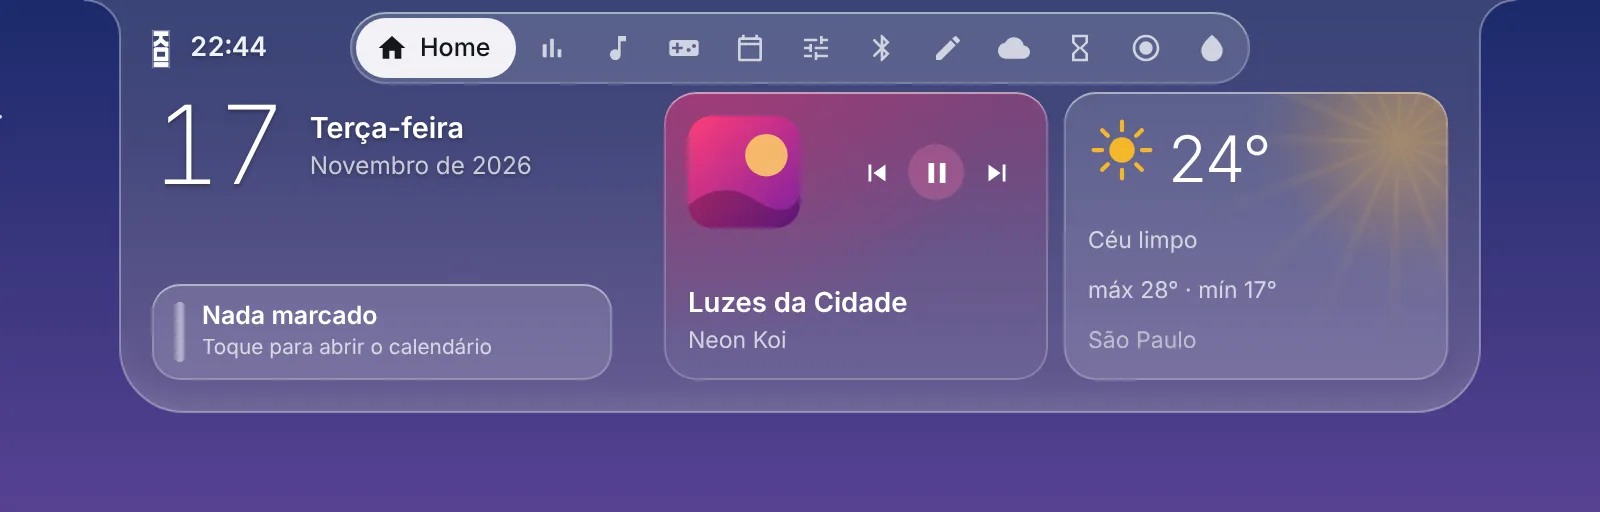 KOI
22:44
Home
17
Terça-feira
Novembro de 2026
Nada marcado
Toque para abrir o calendário
Luzes da Cidade
Neon Koi
24°
Céu limpo
máx 28° · mín 17°
São Paulo